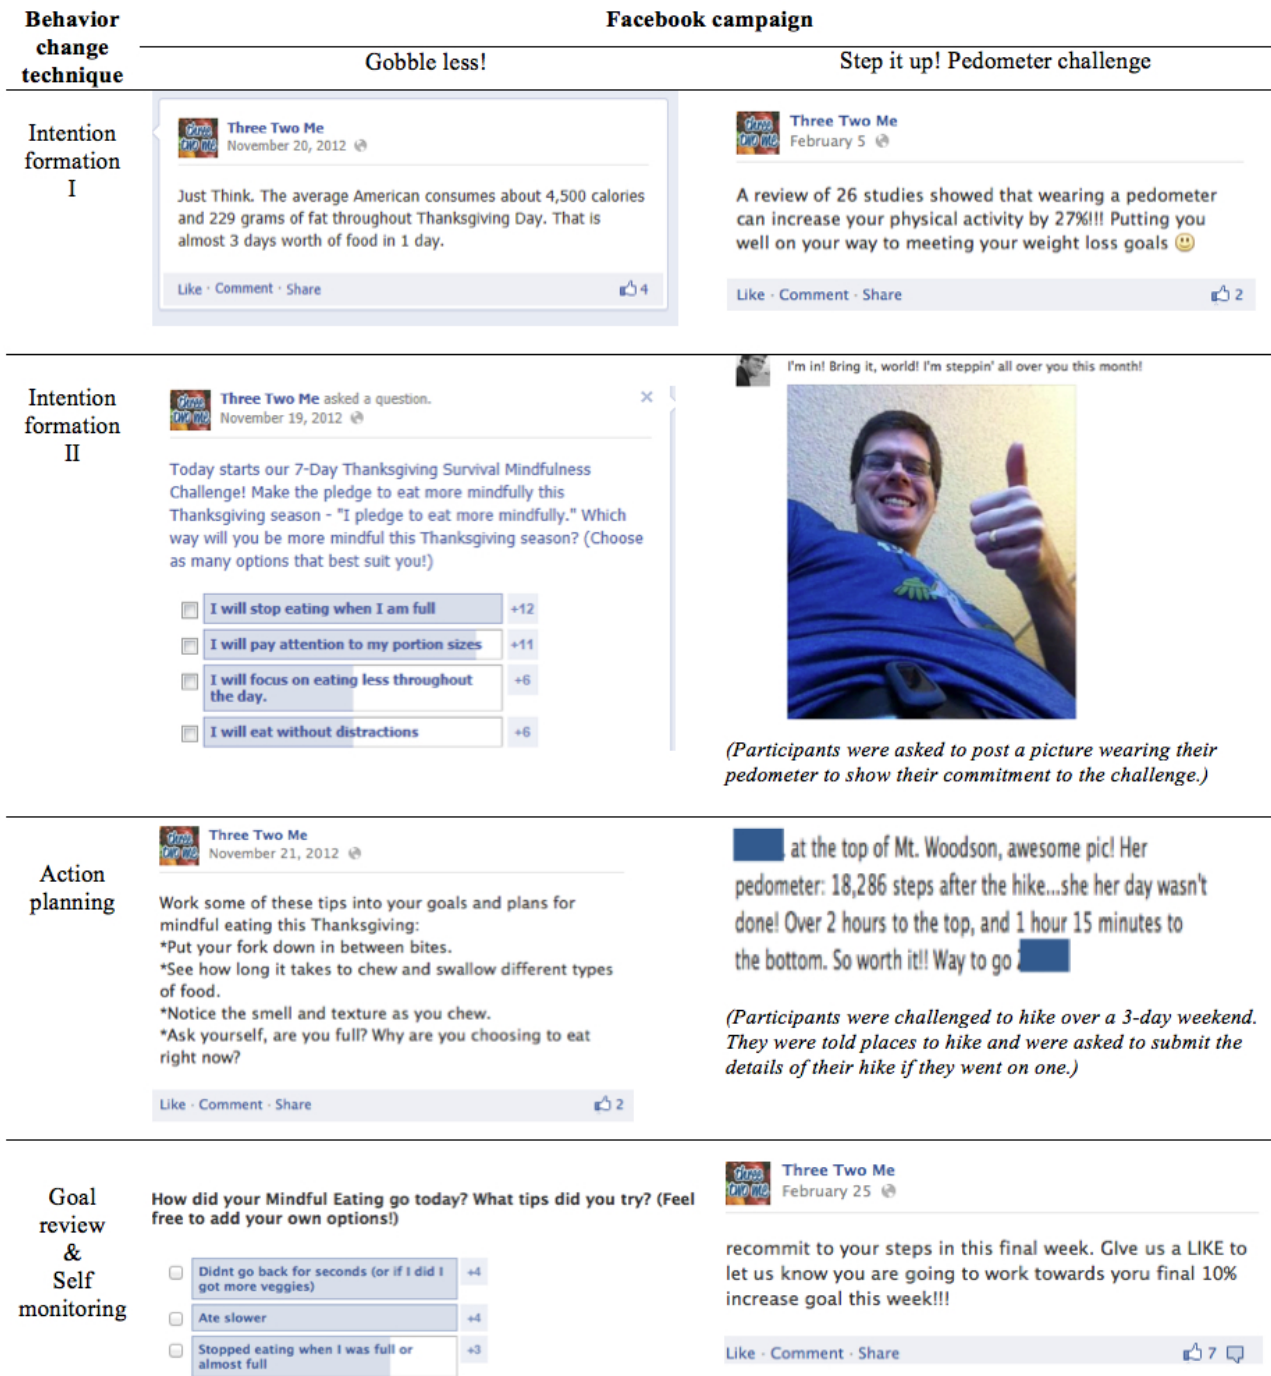 Behavior
change
technique
Facebook campaign
Gobble less!
Step it up! Pedometer challenge
Intention
formation
I
Three Two Me
November 20, 2012
Just Think. The average American consumes about 4,500 calories
and 229 grams of fat throughout Thanksgiving Day. That is
almost 3 days worth of food in 1 day.
Like · Comment · Share
4
Three Two Me
February 5
A review of 26 studies showed that wearing a pedometer
can increase your physical activity by 27%!!! Putting you
well on your way to meeting your weight loss goals
Like · Comment · Share
2
Intention
formation
II
Three Two Me asked a question.
November 19, 2012
Today starts our 7-Day Thanksgiving Survival Mindfulness
Challenge! Make the pledge to eat more mindfully this
Thanksgiving season - "I pledge to eat more mindfully." Which
way will you be more mindful this Thanksgiving season? (Choose
as many options that best suit you!)
I will stop eating when I am full +12
I will pay attention to my portion sizes +11
I will focus on eating less throughout
the day. +6
I will eat without distractions +6
I'm in! Bring it, world! I'm steppin' all over you this month!
(Participants were asked to post a picture wearing their
pedometer to show their commitment to the challenge.)
Action
planning
Three Two Me
November 21, 2012
Work some of these tips into your goals and plans for
mindful eating this Thanksgiving:
*Put your fork down in between bites.
*See how long it takes to chew and swallow different types
of food.
*Notice the smell and texture as you chew.
*Ask yourself, are you full? Why are you choosing to eat
right now?
Like · Comment · Share
2
at the top of Mt. Woodson, awesome pic! Her
pedometer: 18,286 steps after the hike...she her day wasn't
done! Over 2 hours to the top, and 1 hour 15 minutes to
the bottom. So worth it!! Way to go
(Participants were challenged to hike over a 3-day weekend.
They were told places to hike and were asked to submit the
details of their hike if they went on one.)
Goal
review
&
Self
monitoring
How did your Mindful Eating go today? What tips did you try? (Feel
free to add your own options!)
Didnt go back for seconds (or if I did I
got more veggies) +4
Ate slower +4
Stopped eating when I was full or
almost full +3
Three Two Me
February 25
recommit to your steps in this final week. GIve us a LIKE to
let us know you are going to work towards yoru final 10%
increase goal this week!!!
Like · Comment · Share
7